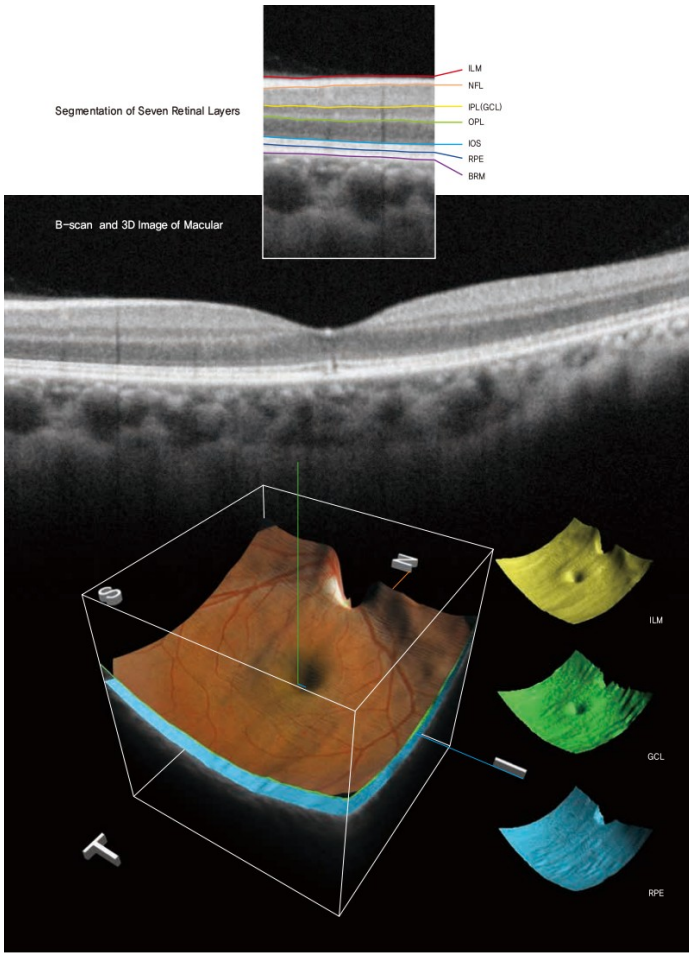 ILM
NFL
Segmentation of Seven Retinal Layers
IPL(GCL)
OPL
IOS
RPE
BRM
B-scan and 3D Image of Macular
S
N
ILM
GCL
I
T
RPE